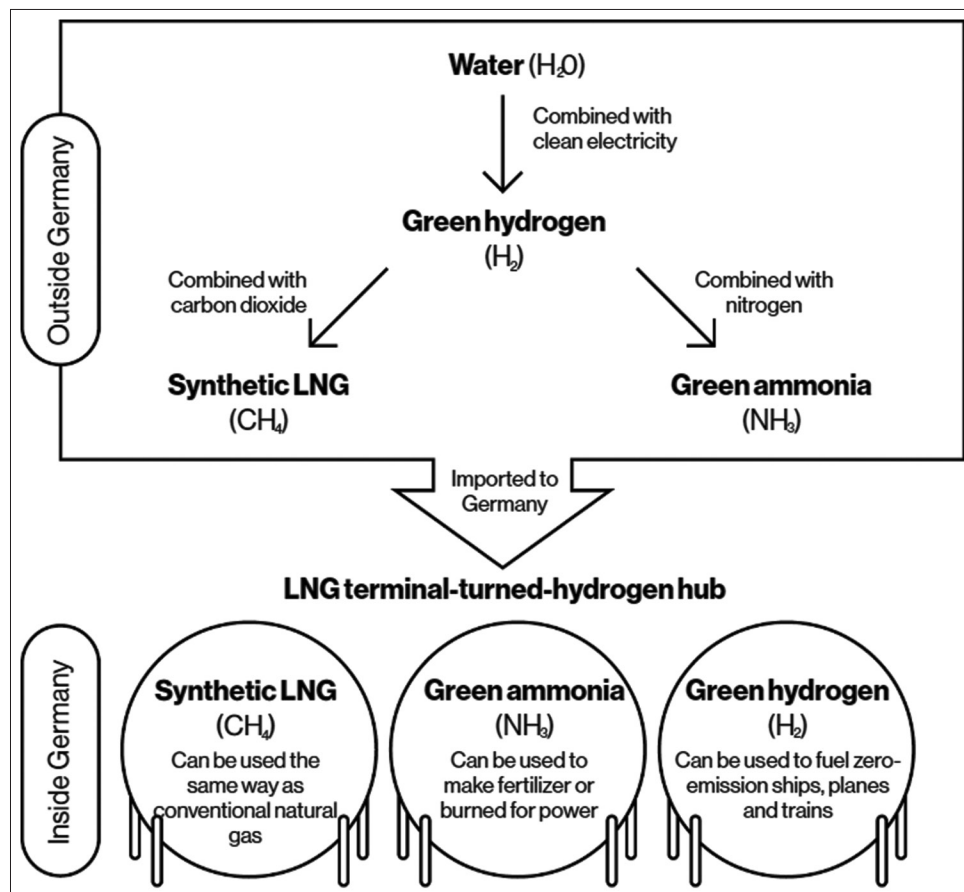 Outside Germany
Water (H₂O)
Combined with
clean electricity
Green hydrogen
(H₂)
Combined with
carbon dioxide
Combined with
nitrogen
Synthetic LNG
(CH₄)
Green ammonia
(NH₃)
Imported to
Germany
LNG terminal-turned-hydrogen hub
Inside Germany
Synthetic LNG
(CH₄)
Can be used the
same way as
conventional natural
gas
Green ammonia
(NH₃)
Can be used to
make fertilizer or
burned for power
Green hydrogen
(H₂)
Can be used to fuel zero-
emission ships, planes
and trains